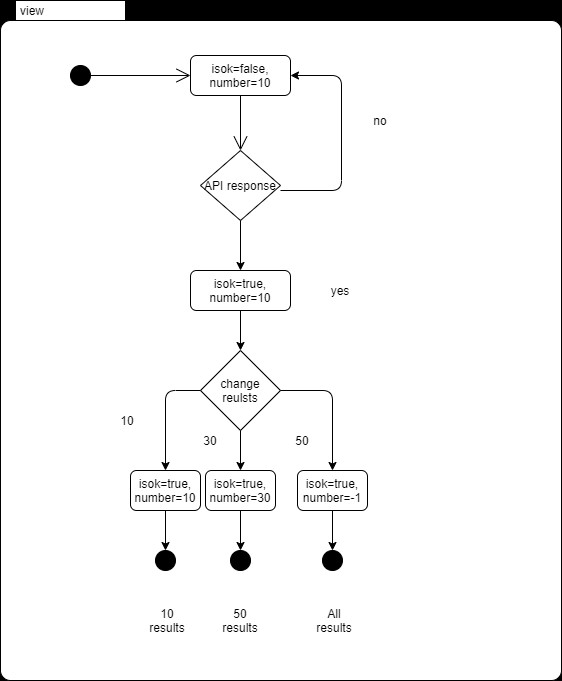 view
isok=false,
number=10
no
API response
isok=true,
number=10
yes
change
reulsts
10
30
50
isok=true,
number=10
isok=true,
number=30
isok=true,
number=-1
10
results
50
results
All
results